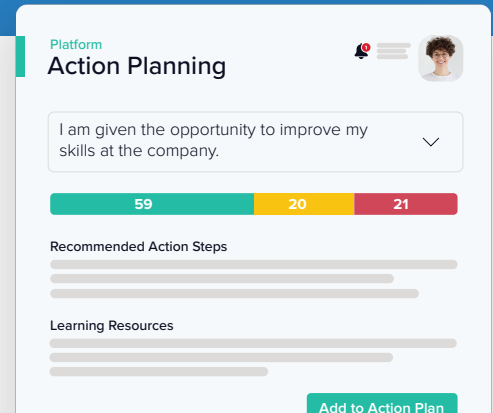 Platform
Action Planning
1
I am given the opportunity to improve my
skills at the company.
59 20 21
Recommended Action Steps
Learning Resources
Add to Action Plan